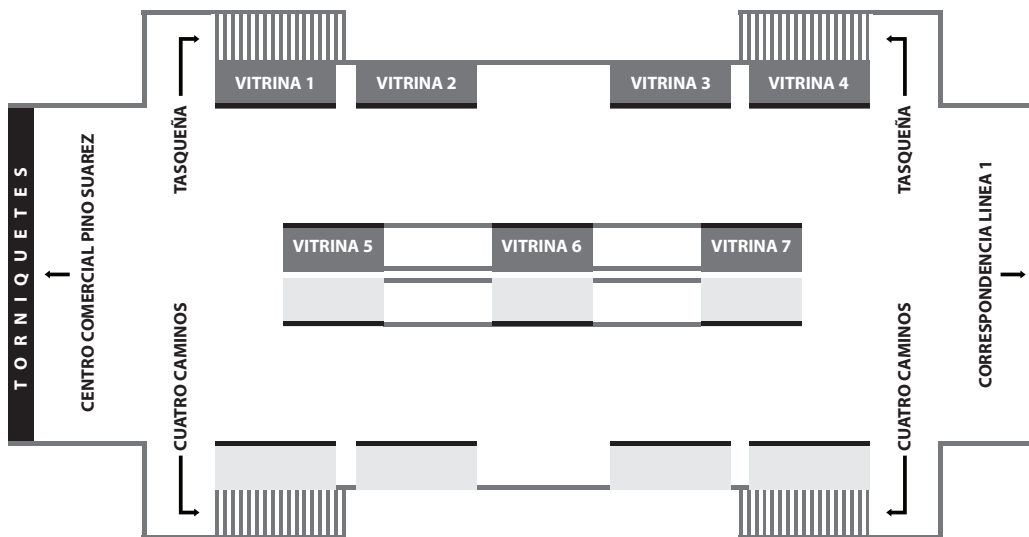 TORNIQUETES
CENTRO COMERCIAL PINO SUAREZ
TASQUEÑA
CUATRO CAMINOS
VITRINA 1
VITRINA 2
VITRINA 3
VITRINA 4
VITRINA 5
VITRINA 6
VITRINA 7
TASQUEÑA
CUATRO CAMINOS
CORRESPONDENCIA LINEA 1